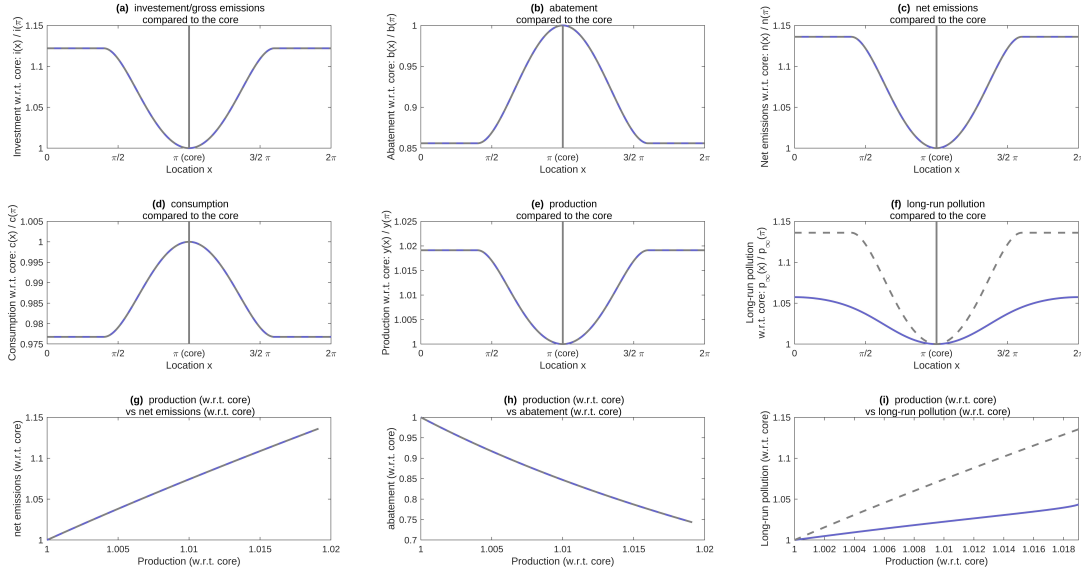 (a) investement/gross emissions
compared to the core
Investment w.r.t. core: i(x) / i(π)
1.15
1.1
1.05
1
0
π/2
π (core)
3/2 π
2π
Location x
(b) abatement
compared to the core
Abatement w.r.t. core: b(x) / b(π)
1
0.95
0.9
0.85
0
π/2
π (core)
3/2 π
2π
Location x
(c) net emissions
compared to the core
Net emissions w.r.t. core: n(x) / n(π)
1.15
1.1
1.05
1
0
π/2
π (core)
3/2 π
2π
Location x
(d) consumption
compared to the core
Consumption w.r.t. core: c(x) / c(π)
1.005
1
0.995
0.99
0.985
0.98
0.975
0
π/2
π (core)
3/2 π
2π
Location x
(e) production
compared to the core
Production w.r.t. core: y(x) / y(π)
1.025
1.02
1.015
1.01
1.005
1
0
π/2
π (core)
3/2 π
2π
Location x
(f) long-run pollution
compared to the core
Long-run pollution
w.r.t. core: p∞(x) / p∞(π)
1.15
1.1
1.05
1
0
π/2
π (core)
3/2 π
2π
Location x
(g) production (w.r.t. core)
vs net emissions (w.r.t. core)
net emissions (w.r.t. core)
1.15
1.1
1.05
1
1
1.005
1.01
1.015
1.02
Production (w.r.t. core)
(h) production (w.r.t. core)
vs abatement (w.r.t. core)
abatement (w.r.t. core)
1
0.95
0.9
0.85
0.8
0.75
0.7
1
1.005
1.01
1.015
1.02
Production (w.r.t. core)
(i) production (w.r.t. core)
vs long-run pollution (w.r.t. core)
Long-run pollution (w.r.t. core)
1.15
1.1
1.05
1
1
1.002
1.004
1.006
1.008
1.01
1.012
1.014
1.016
1.018
Production (w.r.t. core)